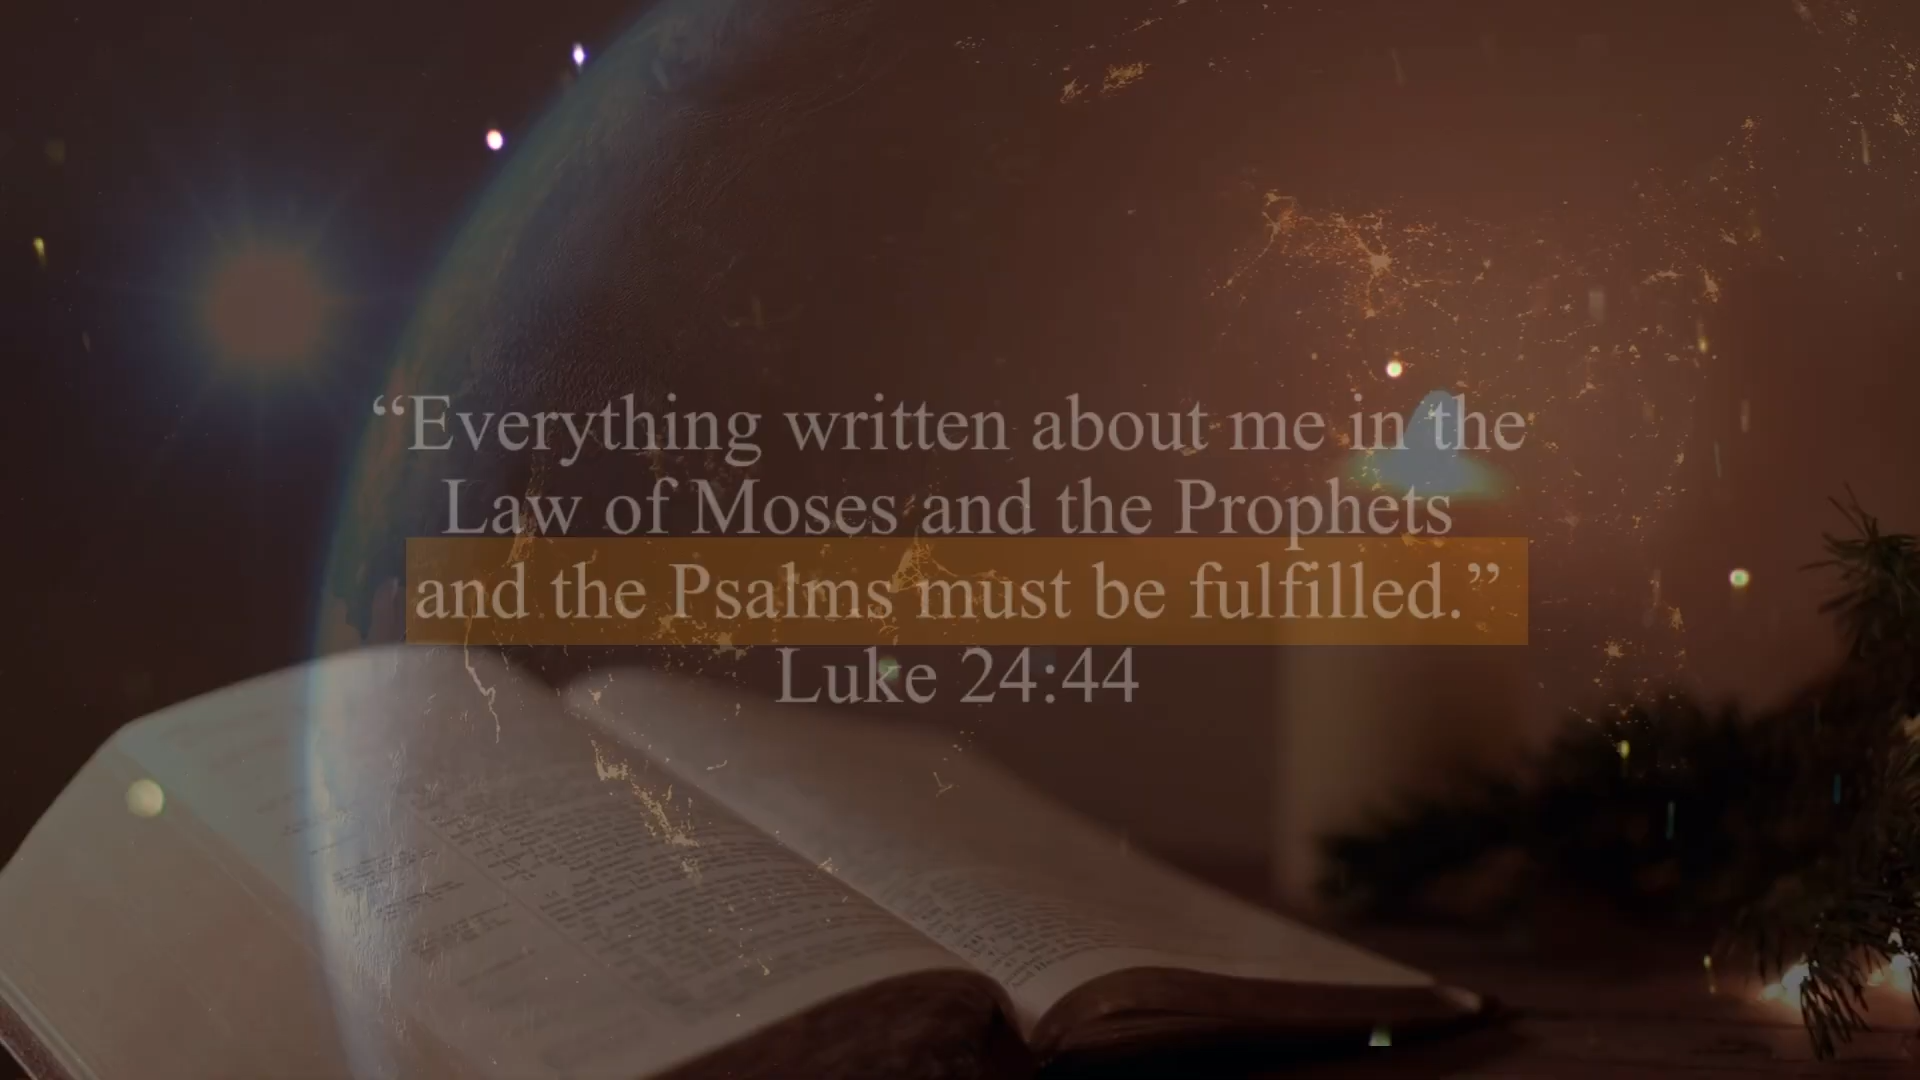 “Everything written about me in the
Law of Moses and the Prophets
and the Psalms must be fulfilled.”
Luke 24:44